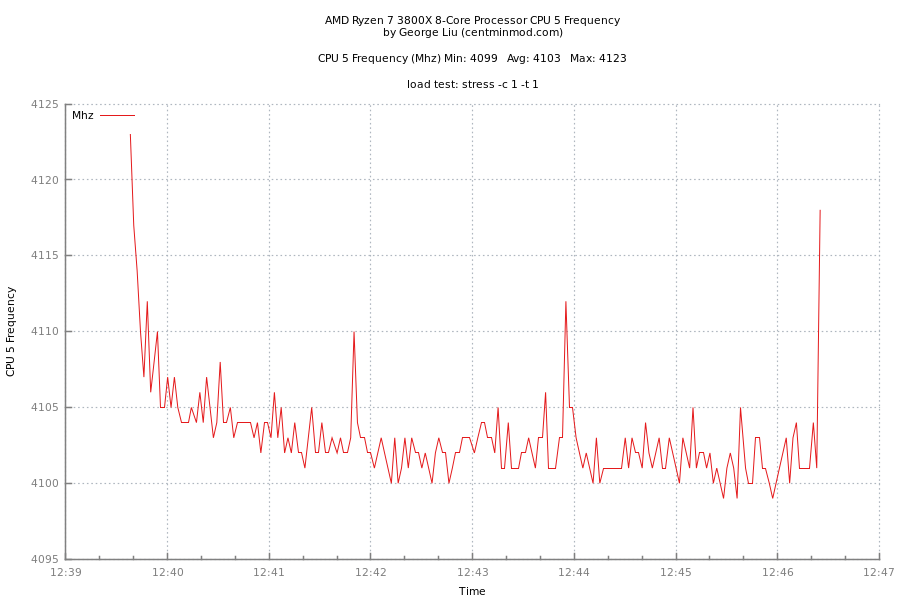 AMD Ryzen 7 3800X 8-Core Processor CPU 5 Frequency
by George Liu (centminmod.com)
CPU 5 Frequency (Mhz) Min: 4099 Avg: 4103 Max: 4123
load test: stress -c 1 -t 1
4125
Mhz
4120
4115
4110
CPU 5 Frequency
4105
4100
4095
12:39 12:40 12:41 12:42 12:43 12:44 12:45 12:46 12:47
Time